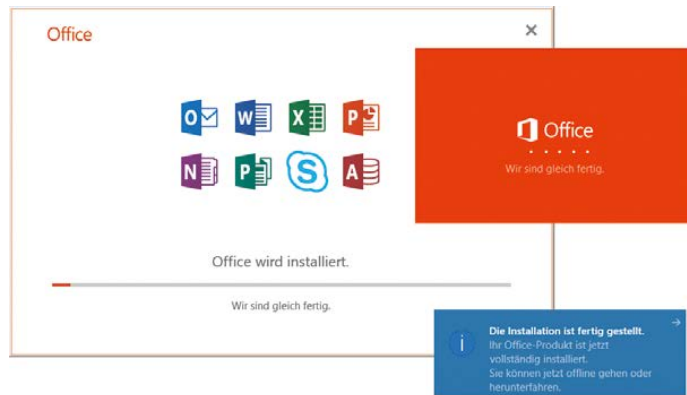 Office
O
W
X
P
N
P
S
A
Office wird installiert.
Wir sind gleich fertig.
Office
Wir sind gleich fertig.
Die Installation ist fertig gestellt.
Ihr Office-Produkt ist jetzt
vollständig installiert.
Sie können jetzt offline gehen oder
herunterfahren.